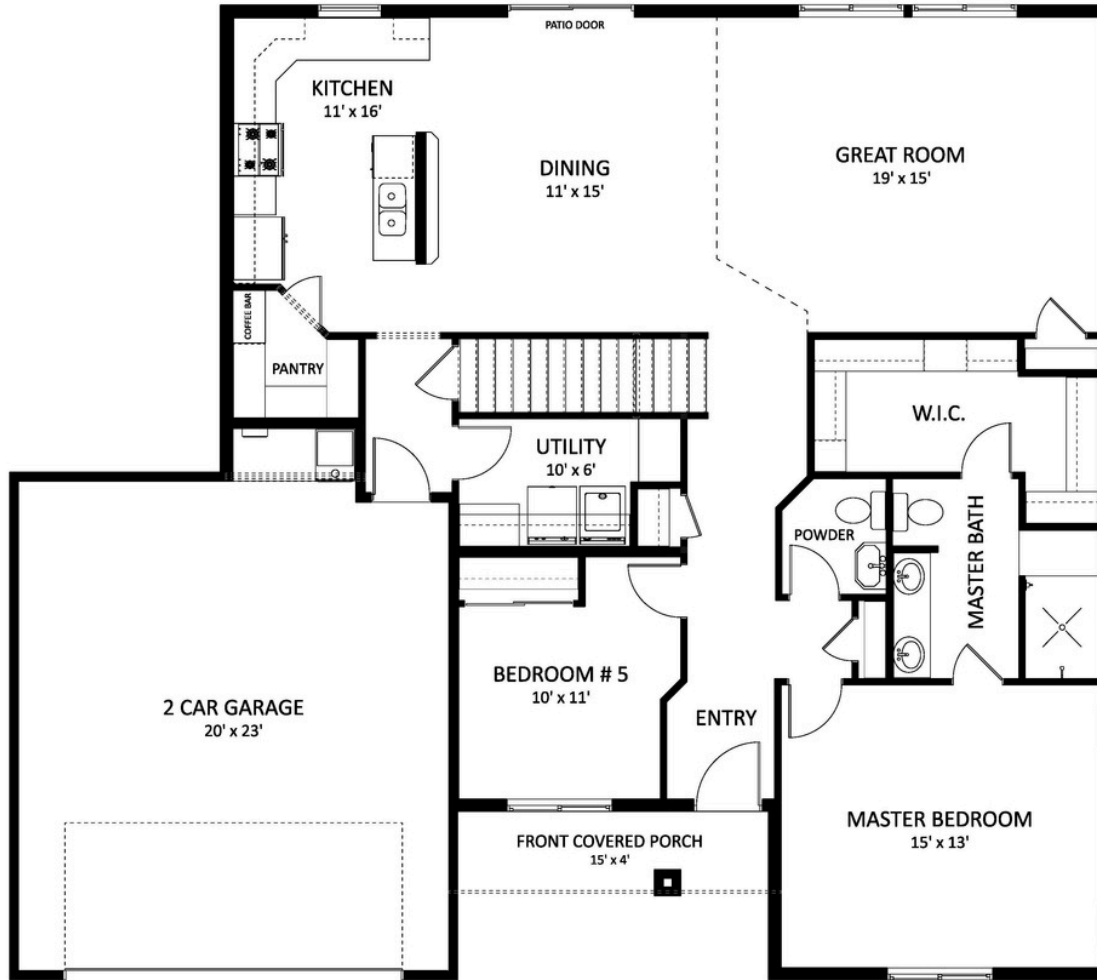 PATIO DOOR
KITCHEN
11' x 16'
DINING
11' x 15'
GREAT ROOM
19' x 15'
COFFEE BAR
PANTRY
W.I.C.
UTILITY
10' x 6'
POWDER
MASTER BATH
BEDROOM # 5
10' x 11'
2 CAR GARAGE
20' x 23'
ENTRY
MASTER BEDROOM
15' x 13'
FRONT COVERED PORCH
15' x 4'